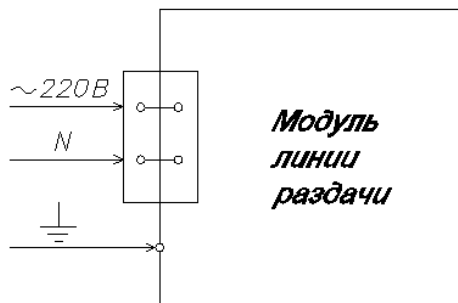 ~220В
N
Модуль
линии
раздачи